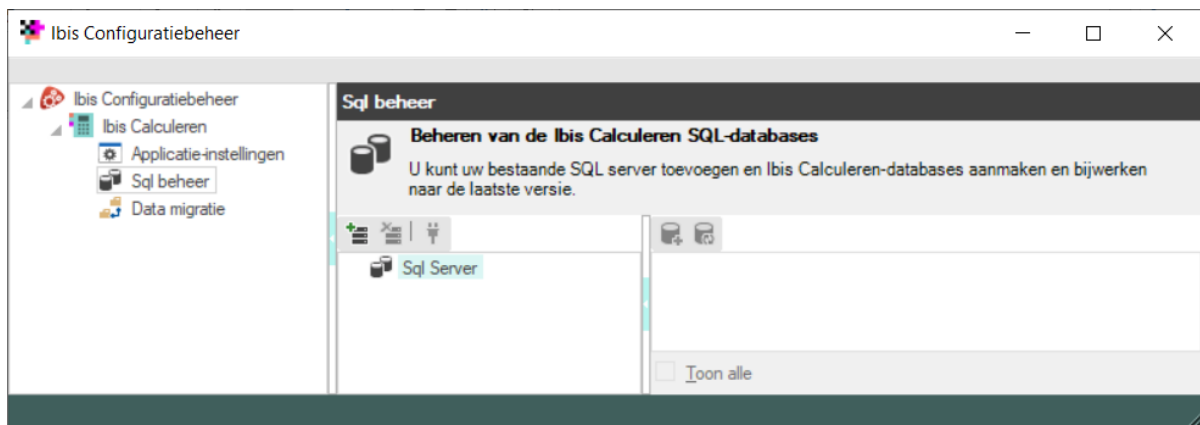 Ibis Configuratiebeheer
Ibis Configuratiebeheer
Ibis Calculeren
Applicatie-instellingen
Sql beheer
Data migratie
Sql beheer
Beheren van de Ibis Calculeren SQL-databases
U kunt uw bestaande SQL server toevoegen en Ibis Calculeren-databases aanmaken en bijwerken
naar de laatste versie.
Sql Server
Toon alle